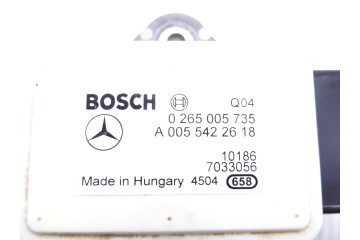 BOSCH Q04
0 265 005 735
A 005 542 26 18
10186
7033056
Made in Hungary 4504 658